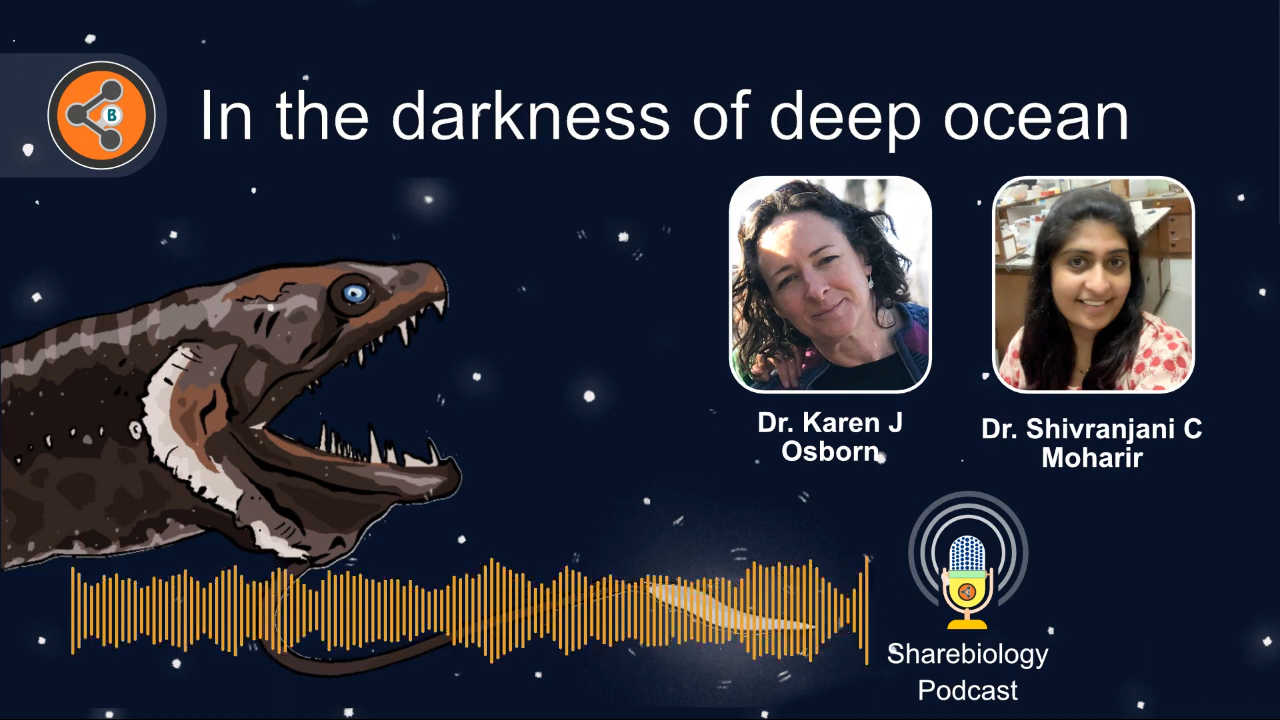 In the darkness of deep ocean
Dr. Karen J
Osborn
Dr. Shivranjani C
Moharir
B
Sharebiology
Podcast